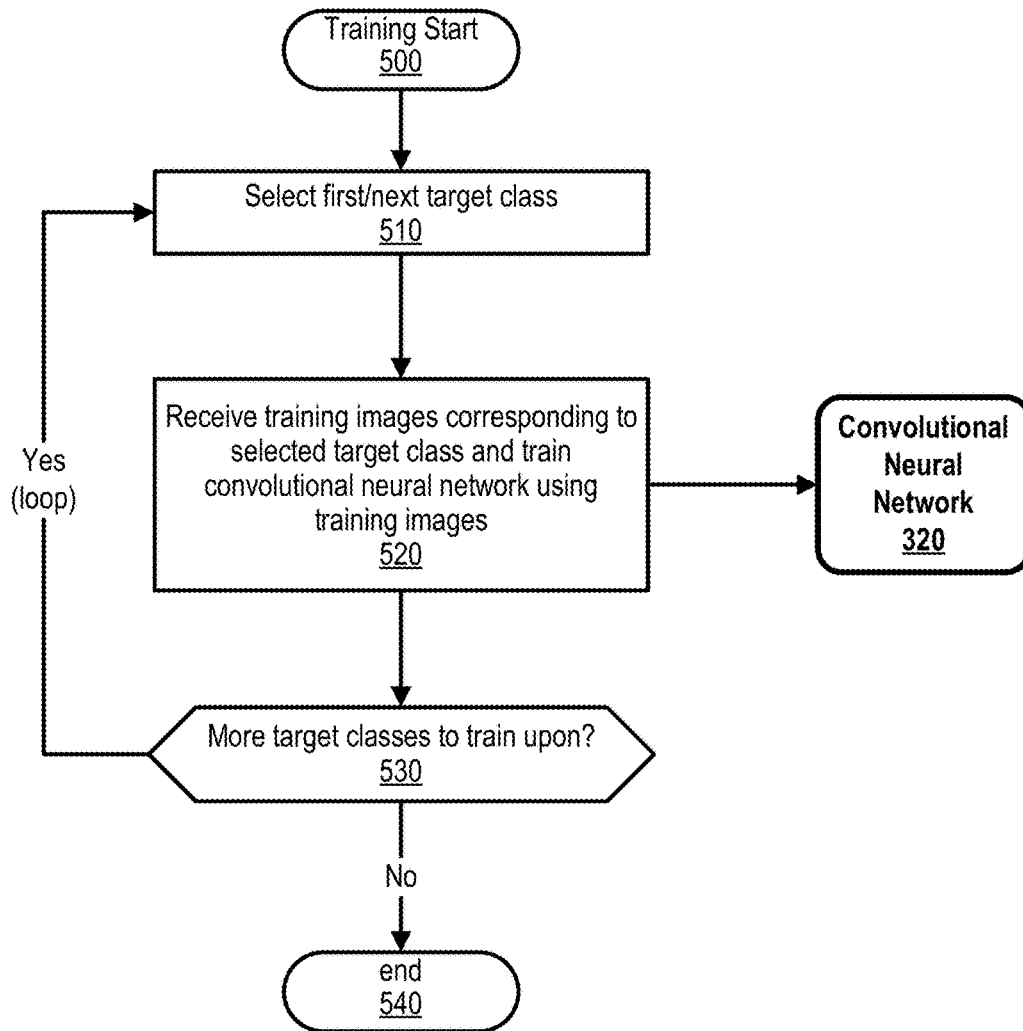 Training Start
500
Select first/next target class
510
Receive training images corresponding to
selected target class and train
convolutional neural network using
training images
520
Convolutional
Neural
Network
320
Yes
(loop)
More target classes to train upon?
530
No
end
540